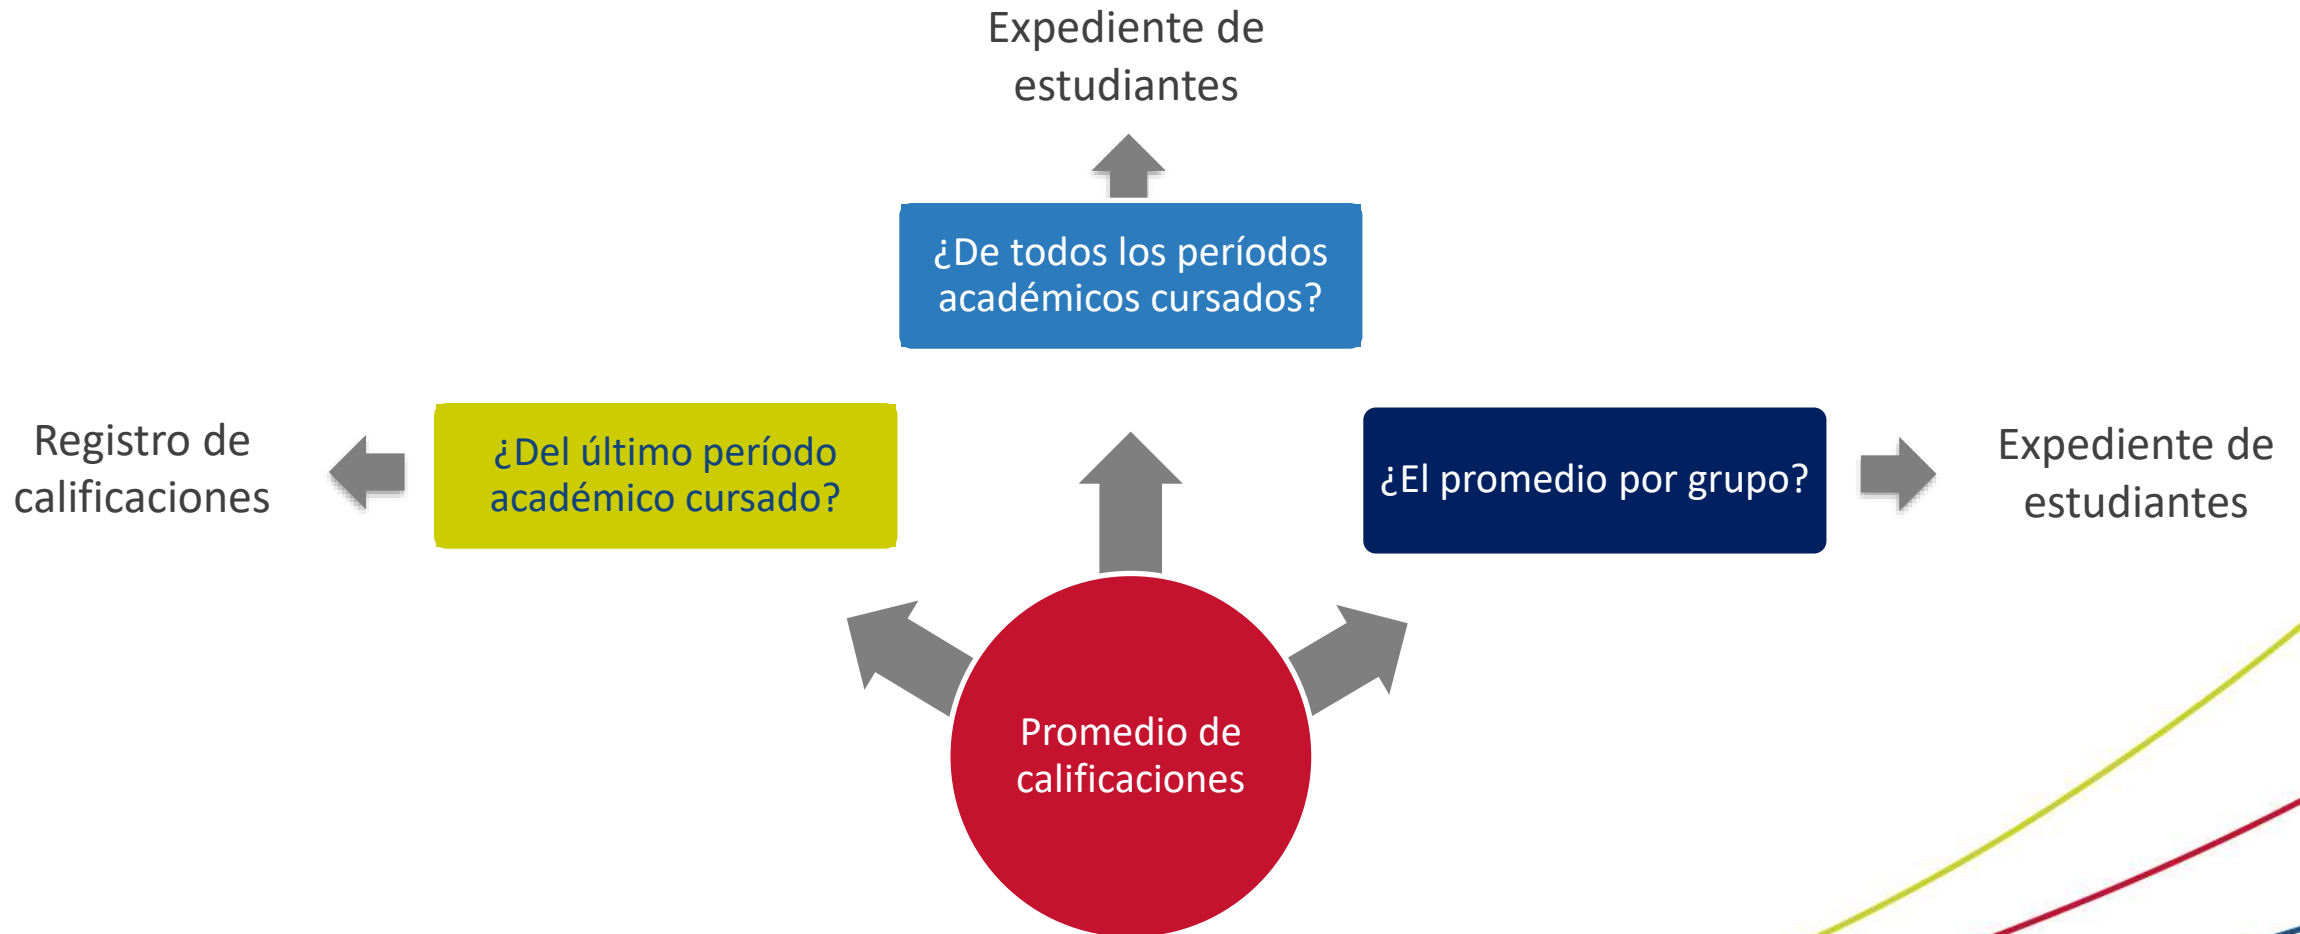 Expediente de
estudiantes
¿De todos los períodos
académicos cursados?
Registro de
calificaciones
¿Del último período
académico cursado?
¿El promedio por grupo?
Expediente de
estudiantes
Promedio de
calificaciones